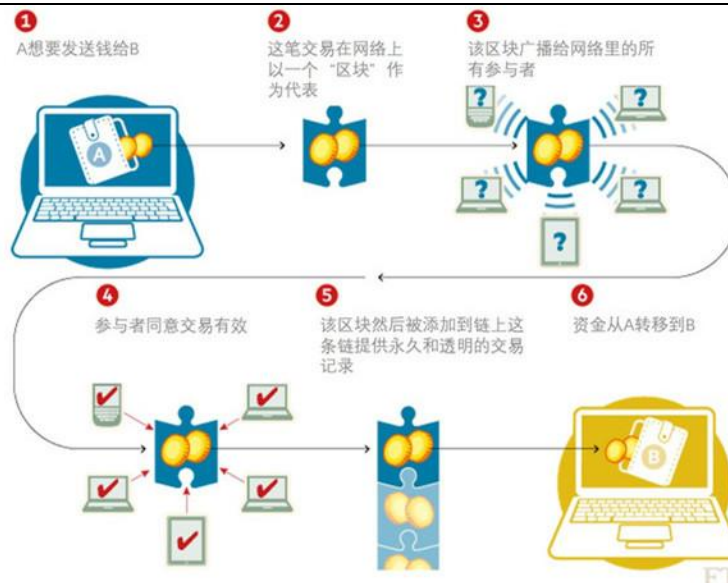 1
A想要发送钱给B
2
这笔交易在网络上
以一个“区块”作
为代表
3
该区块广播给网络里的所
有参与者
A
?
?
?
?
?
4
参与者同意交易有效
5
该区块然后被添加到链上这
条链提供永久和透明的交易
记录
6
资金从A转移到B
B
FT